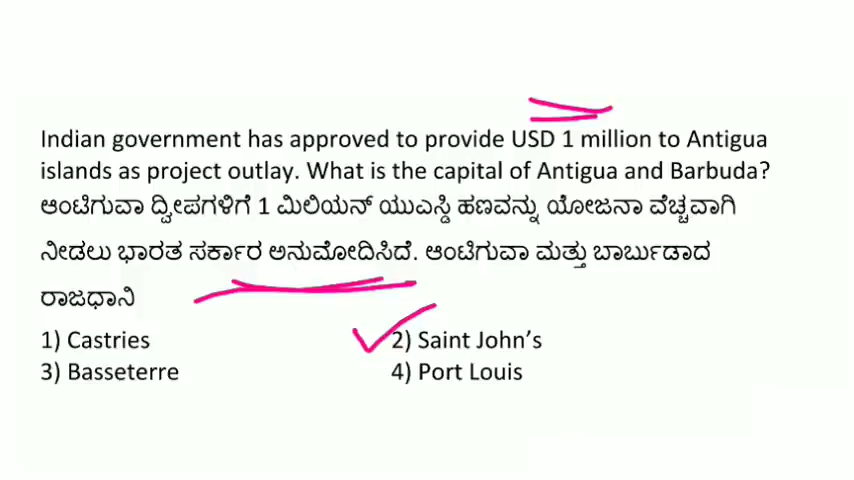 Indian government has approved to provide USD 1 million to Antigua
islands as project outlay. What is the capital of Antigua and Barbuda?
ಆಂಟಿಗುವಾ ದ್ವೀಪಗಳಿಗೆ 1 ಮಿಲಿಯನ್ ಯುಎಸ್ಡಿ ಹಣವನ್ನು ಯೋಜನಾ ವೆಚ್ಚವಾಗಿ
ನೀಡಲು ಭಾರತ ಸರ್ಕಾರ ಅನುಮೋದಿಸಿದೆ. ಆಂಟಿಗುವಾ ಮತ್ತು ಬಾರ್ಬುಡಾದ
ರಾಜಧಾನಿ
1) Castries 2) Saint John’s
3) Basseterre 4) Port Louis